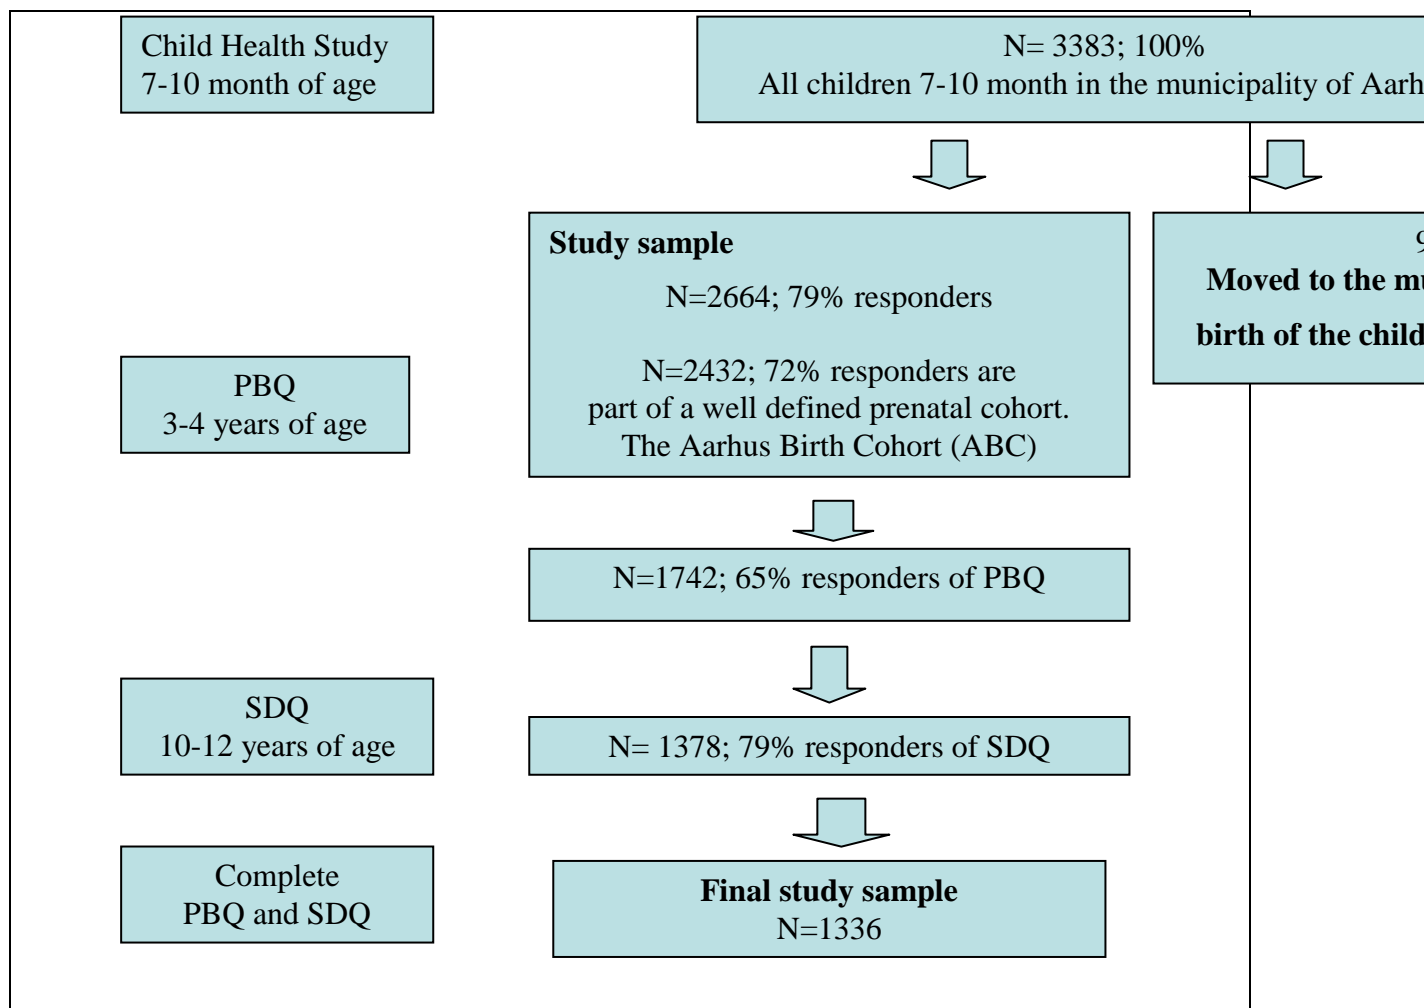 Child Health Study
7-10 month of age
N= 3383; 100%
All children 7-10 month in the municipality of
Study sample
N=2664; 79% responders
N=2432; 72% responders are
part of a well defined prenatal cohort.
The Aarhus Birth Cohort (ABC)
9
Moved to the
birth of the child
PBQ
3-4 years of age
N=1742; 65% responders of PBQ
SDQ
10-12 years of age
N= 1378; 79% responders of SDQ
Complete
PBQ and SDQ
Final study sample
N=1336